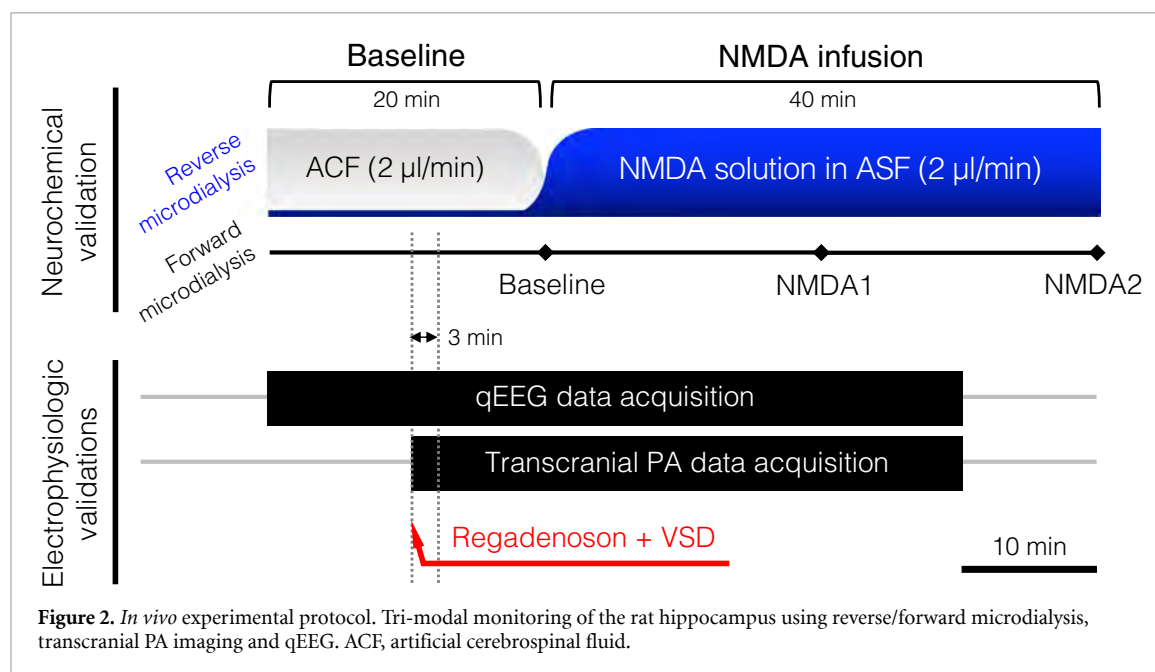 Baseline
NMDA infusion
20 min
40 min
Neurochemical
validation
Reverse
microdialysis
ACF (2 µl/min)
NMDA solution in ASF (2 µl/min)
Forward
microdialysis
Baseline
NMDA1
NMDA2
3 min
Electrophysiologic
validations
qEEG data acquisition
Transcranial PA data acquisition
Regadenoson + VSD
10 min
Figure 2. In vivo experimental protocol. Tri-modal monitoring of the rat hippocampus using reverse/forward microdialysis,
transcranial PA imaging and qEEG. ACF, artificial cerebrospinal fluid.